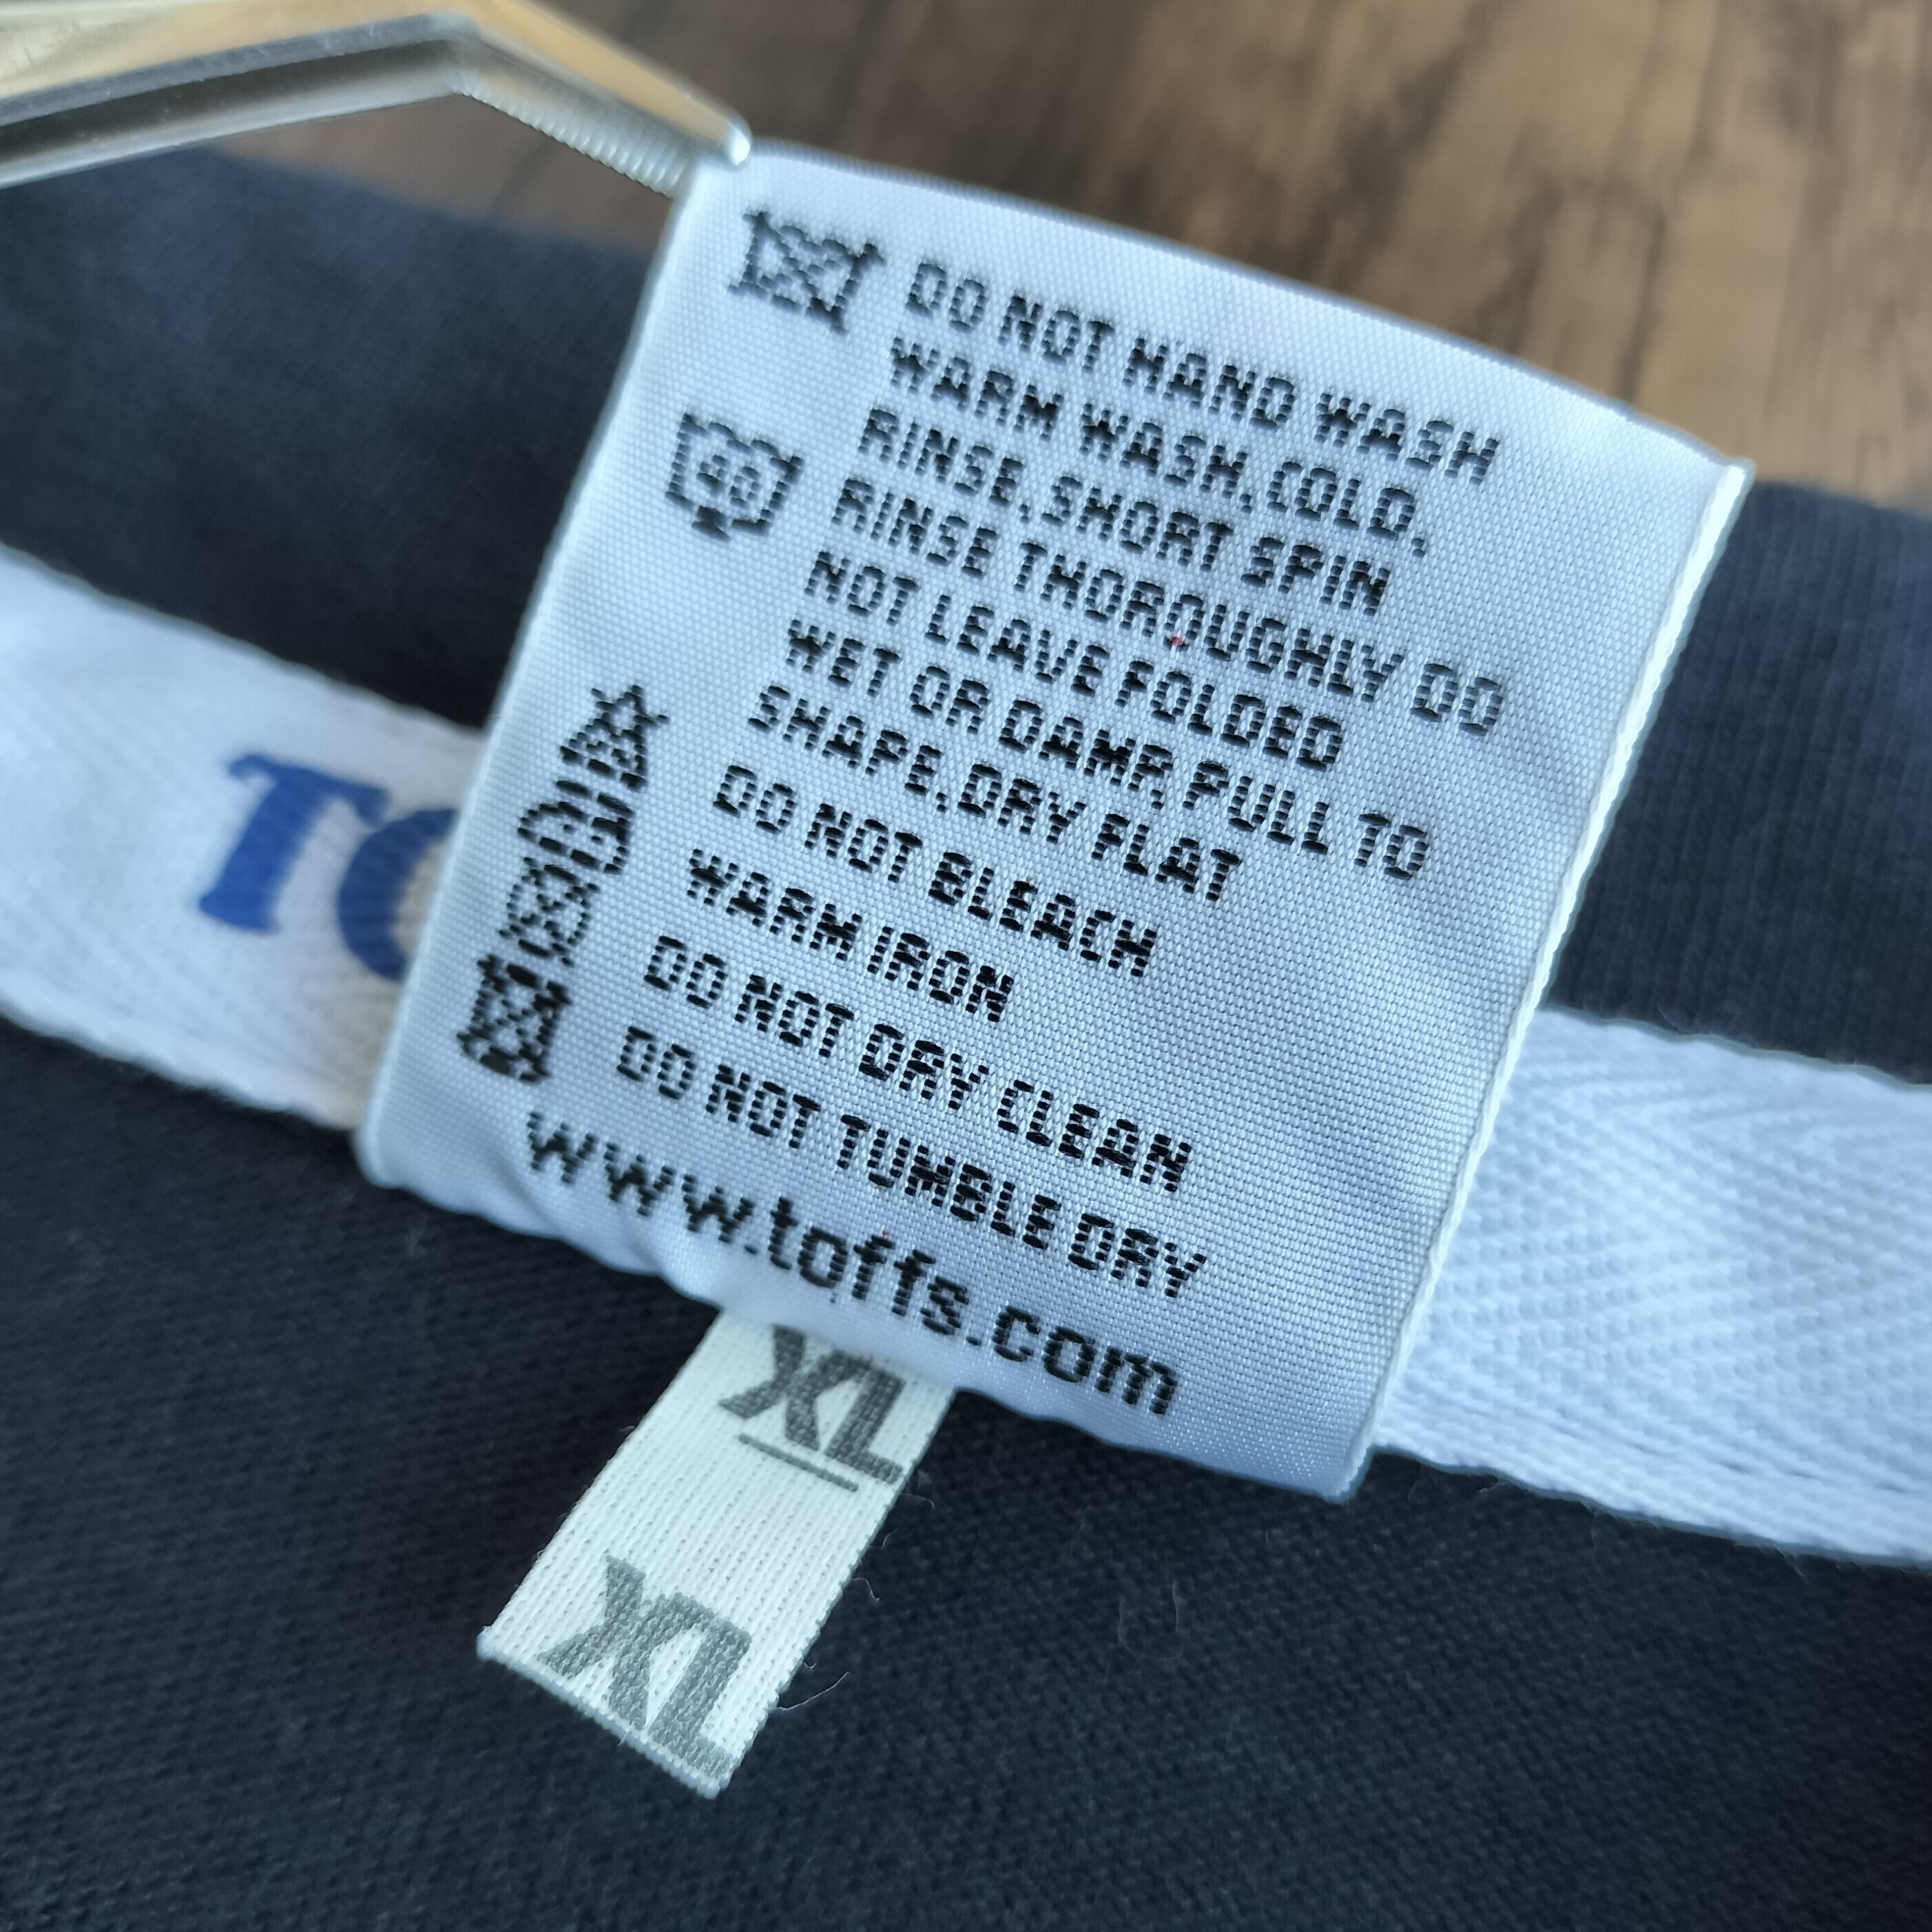 DO NOT HAND WASH
WARM WASH, COLD,
RINSE, SHORT SPIN
RINSE THOROUGHLY DO
NOT LEAVE FOLDED
WET OR DAMP, PULL TO
SHAPE, DRY FLAT
DO NOT BLEACH
WARM IRON
DO NOT DRY CLEAN
DO NOT TUMBLE DRY
www.toffs.com
40
TO
XL
XL